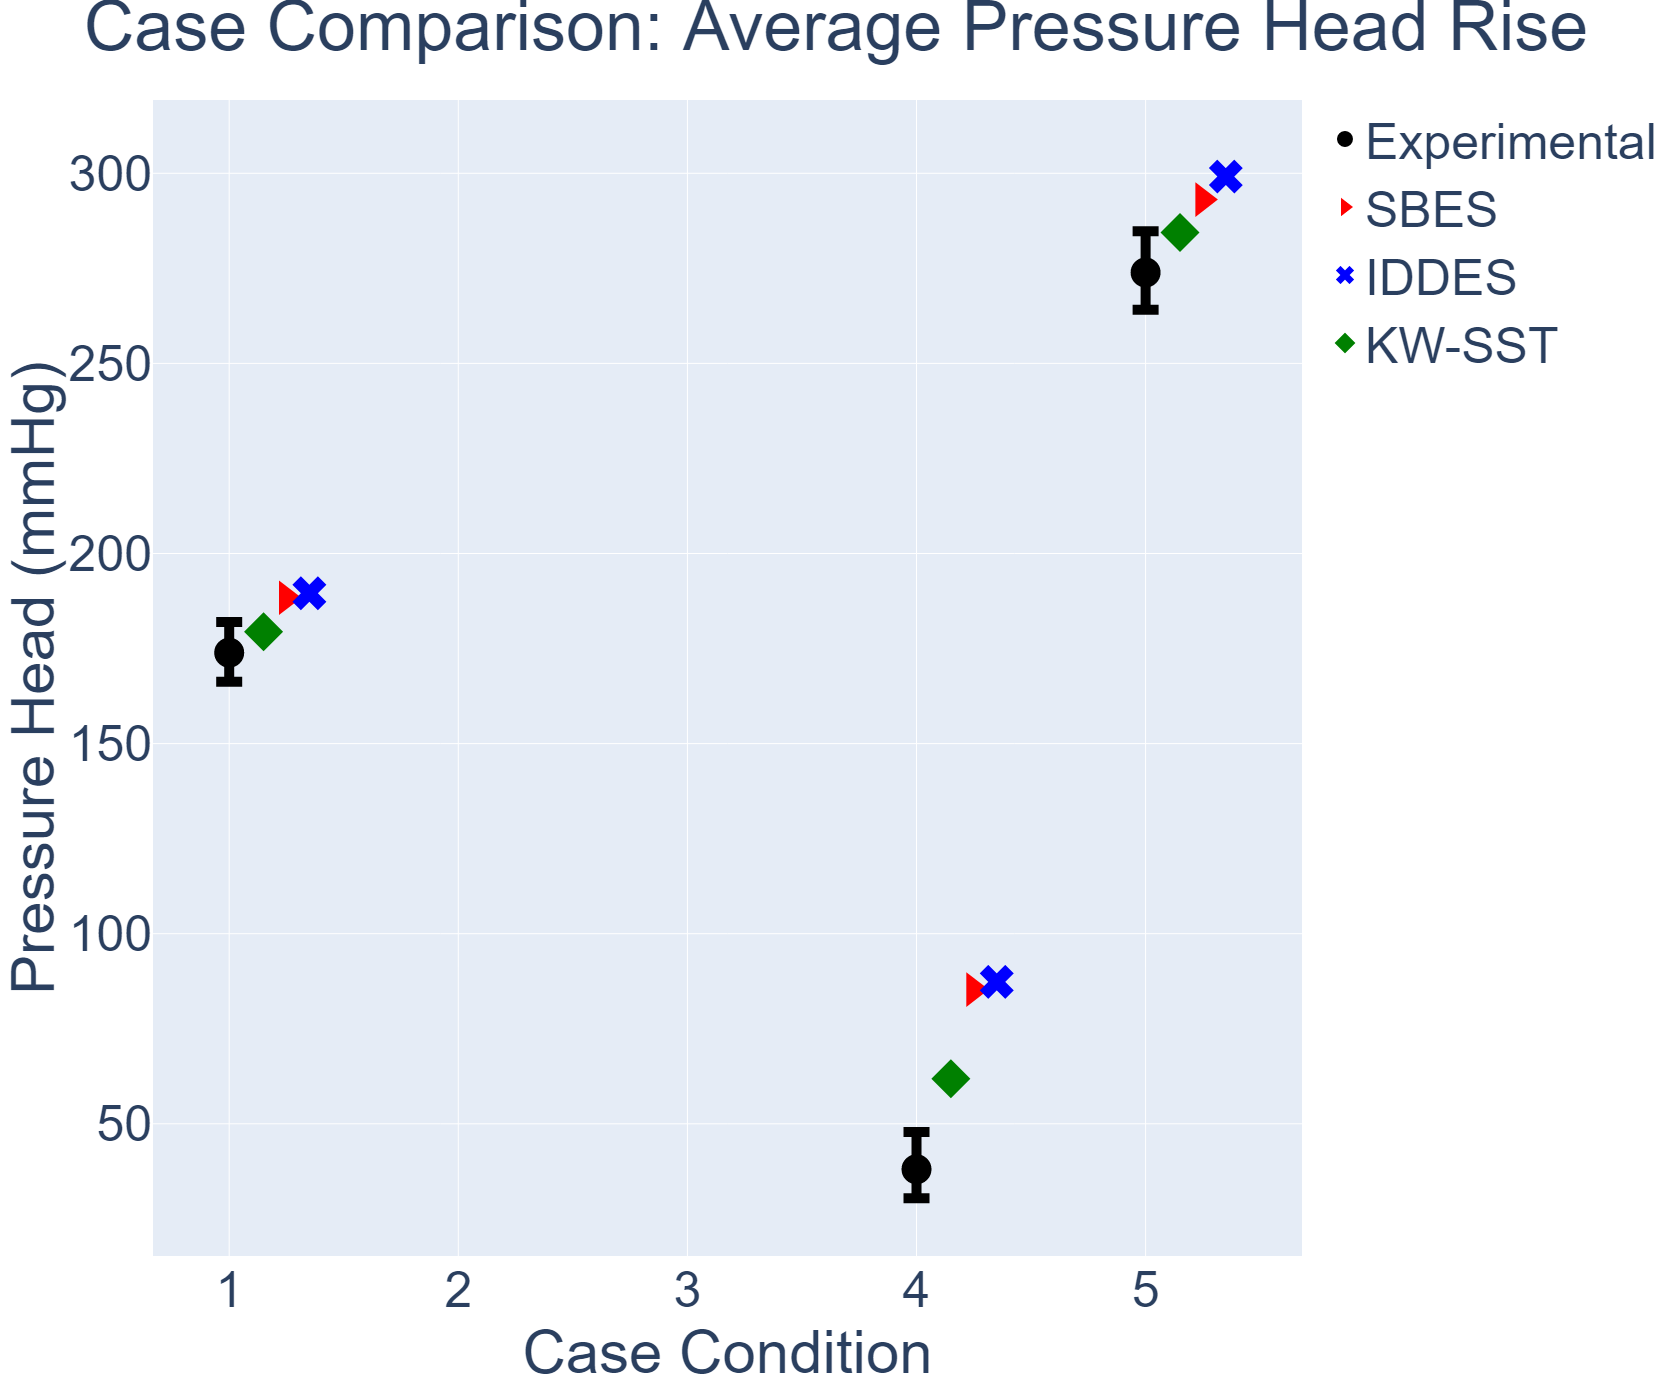 Case Comparison: Average Pressure Head Rise
Pressure Head (mmHg)
300
250
200
150
100
50
1 2 3 4 5
Case Condition
Experimental
SBES
IDDES
KW-SST